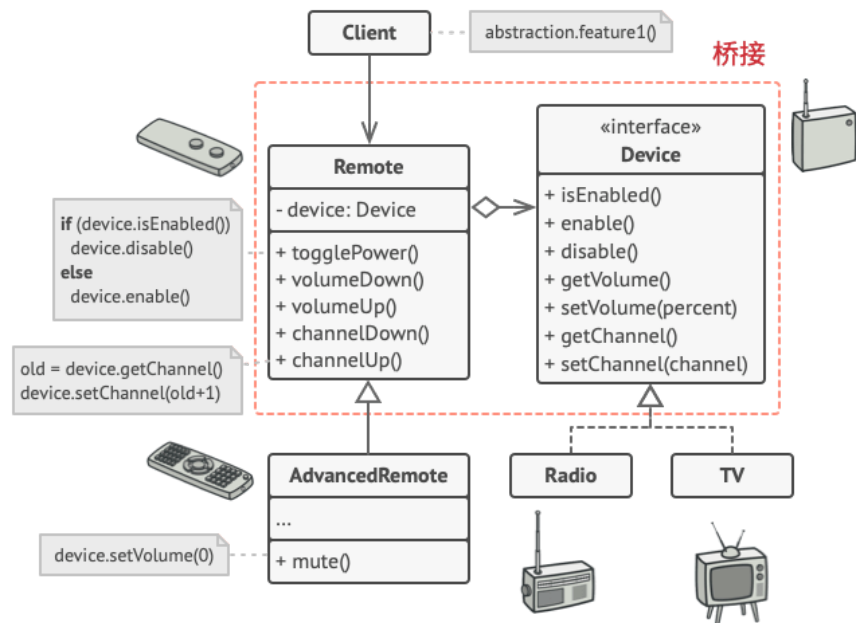 Client
abstraction.feature1()
桥接
«interface»
Device
+ isEnabled()
+ enable()
+ disable()
+ getVolume()
+ setVolume(percent)
+ getChannel()
+ setChannel(channel)
Remote
- device: Device
+ togglePower()
+ volumeDown()
+ volumeUp()
+ channelDown()
+ channelUp()
if (device.isEnabled())
device.disable()
else
device.enable()
old = device.getChannel()
device.setChannel(old+1)
AdvancedRemote
...
+ mute()
device.setVolume(0)
Radio
TV